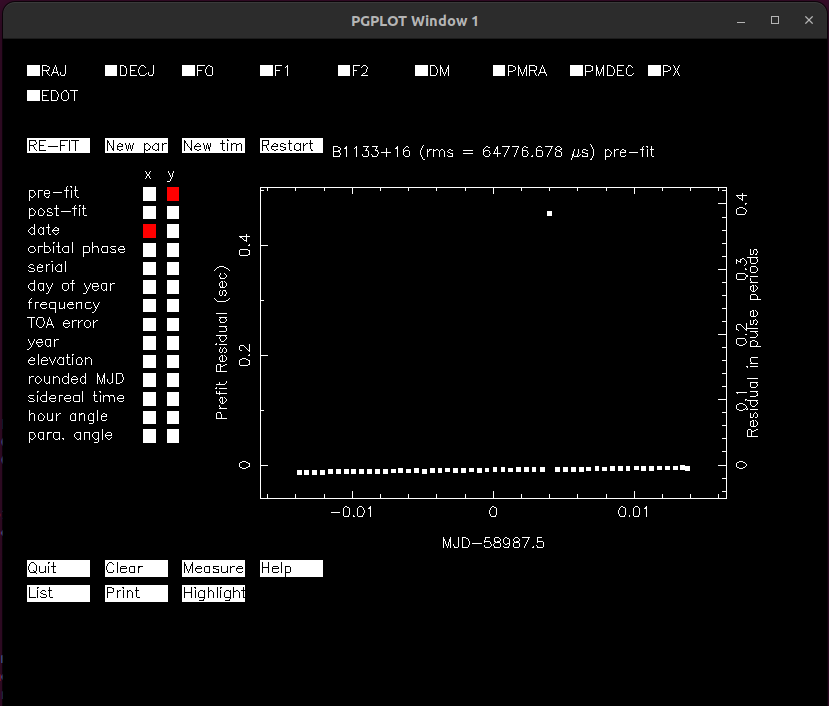 PGPLOT Window 1
RAJ DECJ F0 F1 F2 DM PMRA PMDEC PX
EDOT
RE-FIT New par New tim Restart B1133+16 (rms = 64776.678 μs) pre-fit
x y
pre-fit
post-fit
date
orbital phase
serial
day of year
frequency
TOA error
year
elevation
rounded MJD
sidereal time
hour angle
para. angle
Prefit Residual (sec)
0 0.2 0.4
0 0.1 0.2 0.3 0.4
Residual in pulse periods
-0.01 0 0.01
MJD-58987.5
Quit Clear Measure Help
List Print Highlight